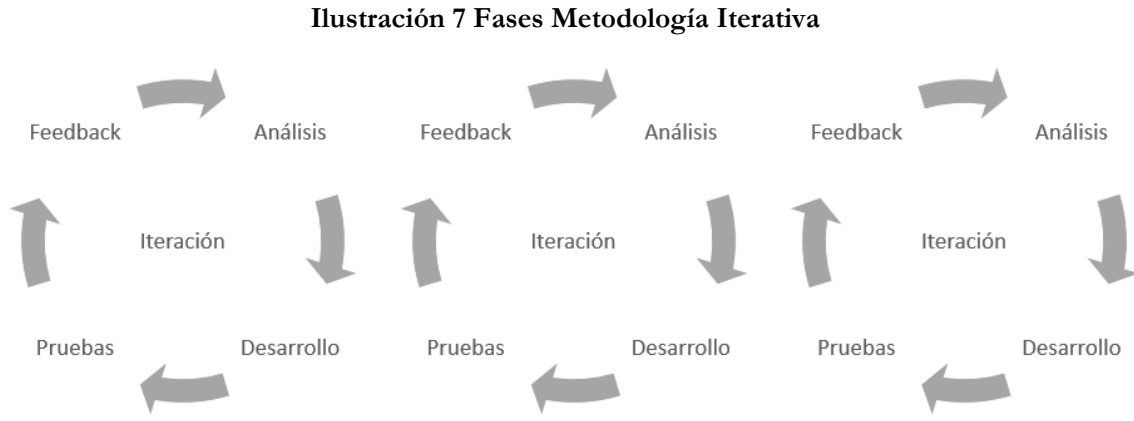 Ilustración 7 Fases Metodología Iterativa
Feedback Análisis Feedback Análisis Feedback Análisis
Iteración Iteración Iteración
Pruebas Desarrollo Pruebas Desarrollo Pruebas Desarrollo